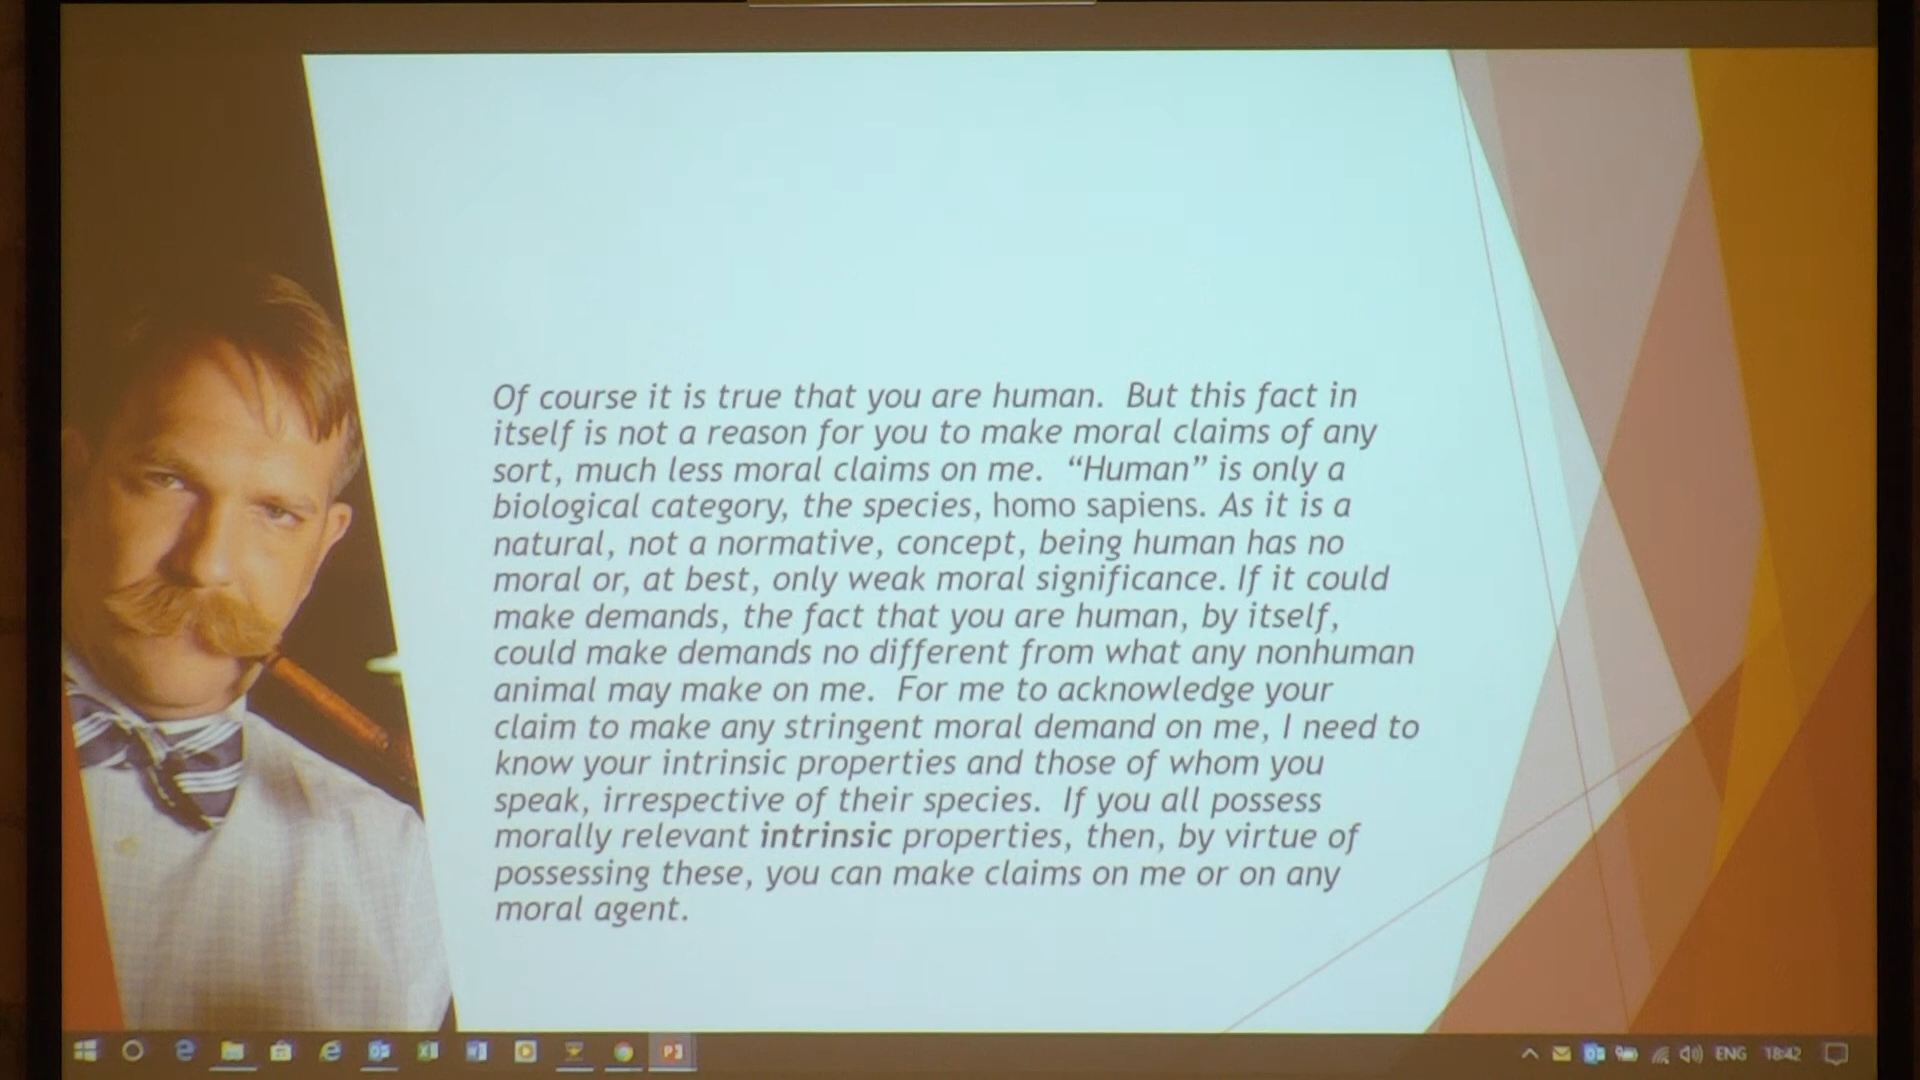 Of course it is true that you are human.  But this fact in
itself is not a reason for you to make moral claims of any
sort, much less moral claims on me.  “Human” is only a
biological category, the species, homo sapiens. As it is a
natural, not a normative, concept, being human has no
moral or, at best, only weak moral significance. If it could
make demands, the fact that you are human, by itself,
could make demands no different from what any nonhuman
animal may make on me.  For me to acknowledge your
claim to make any stringent moral demand on me, I need to
know your intrinsic properties and those of whom you
speak, irrespective of their species.  If you all possess
morally relevant intrinsic properties, then, by virtue of
possessing these, you can make claims on me or on any
moral agent.
ENG 18:42